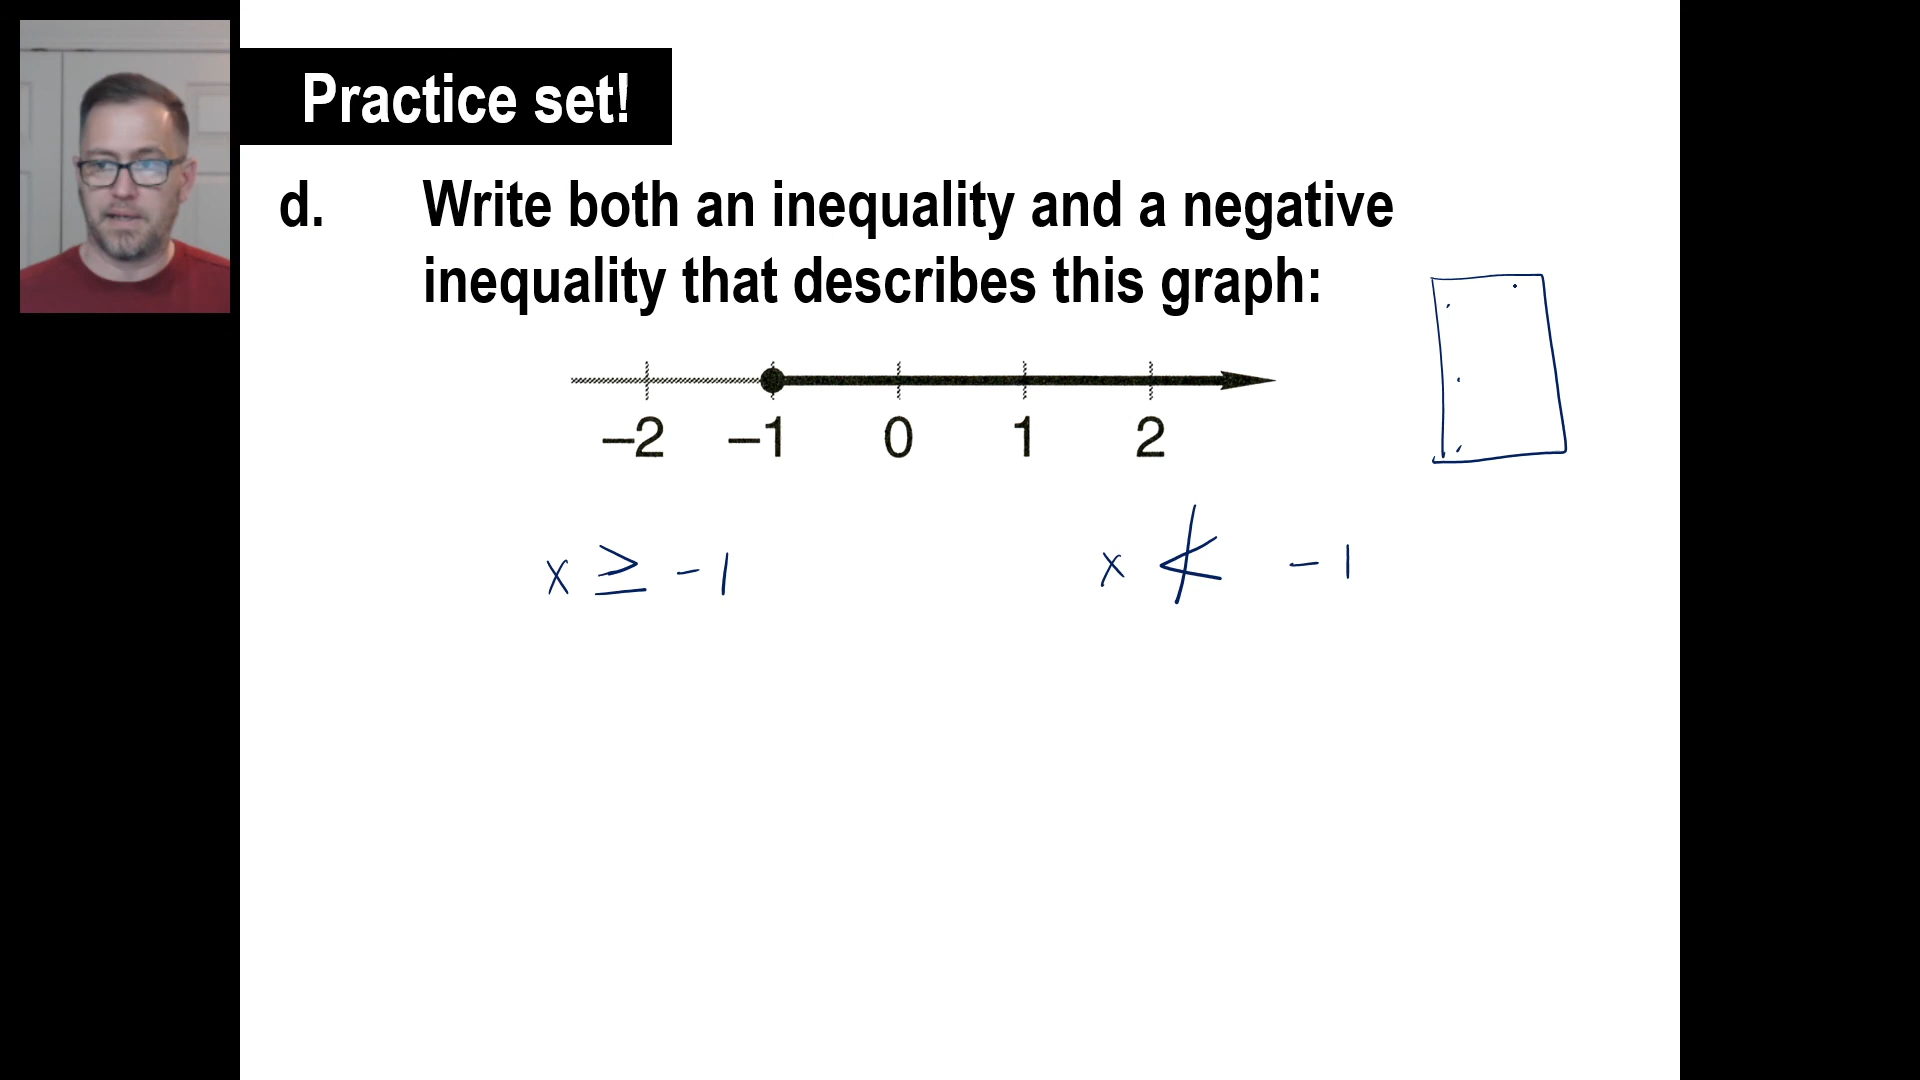 Practice set!
d. Write both an inequality and a negative
inequality that describes this graph:
–2 –1 0 1 2
x ≥ -1 x ≮ -1